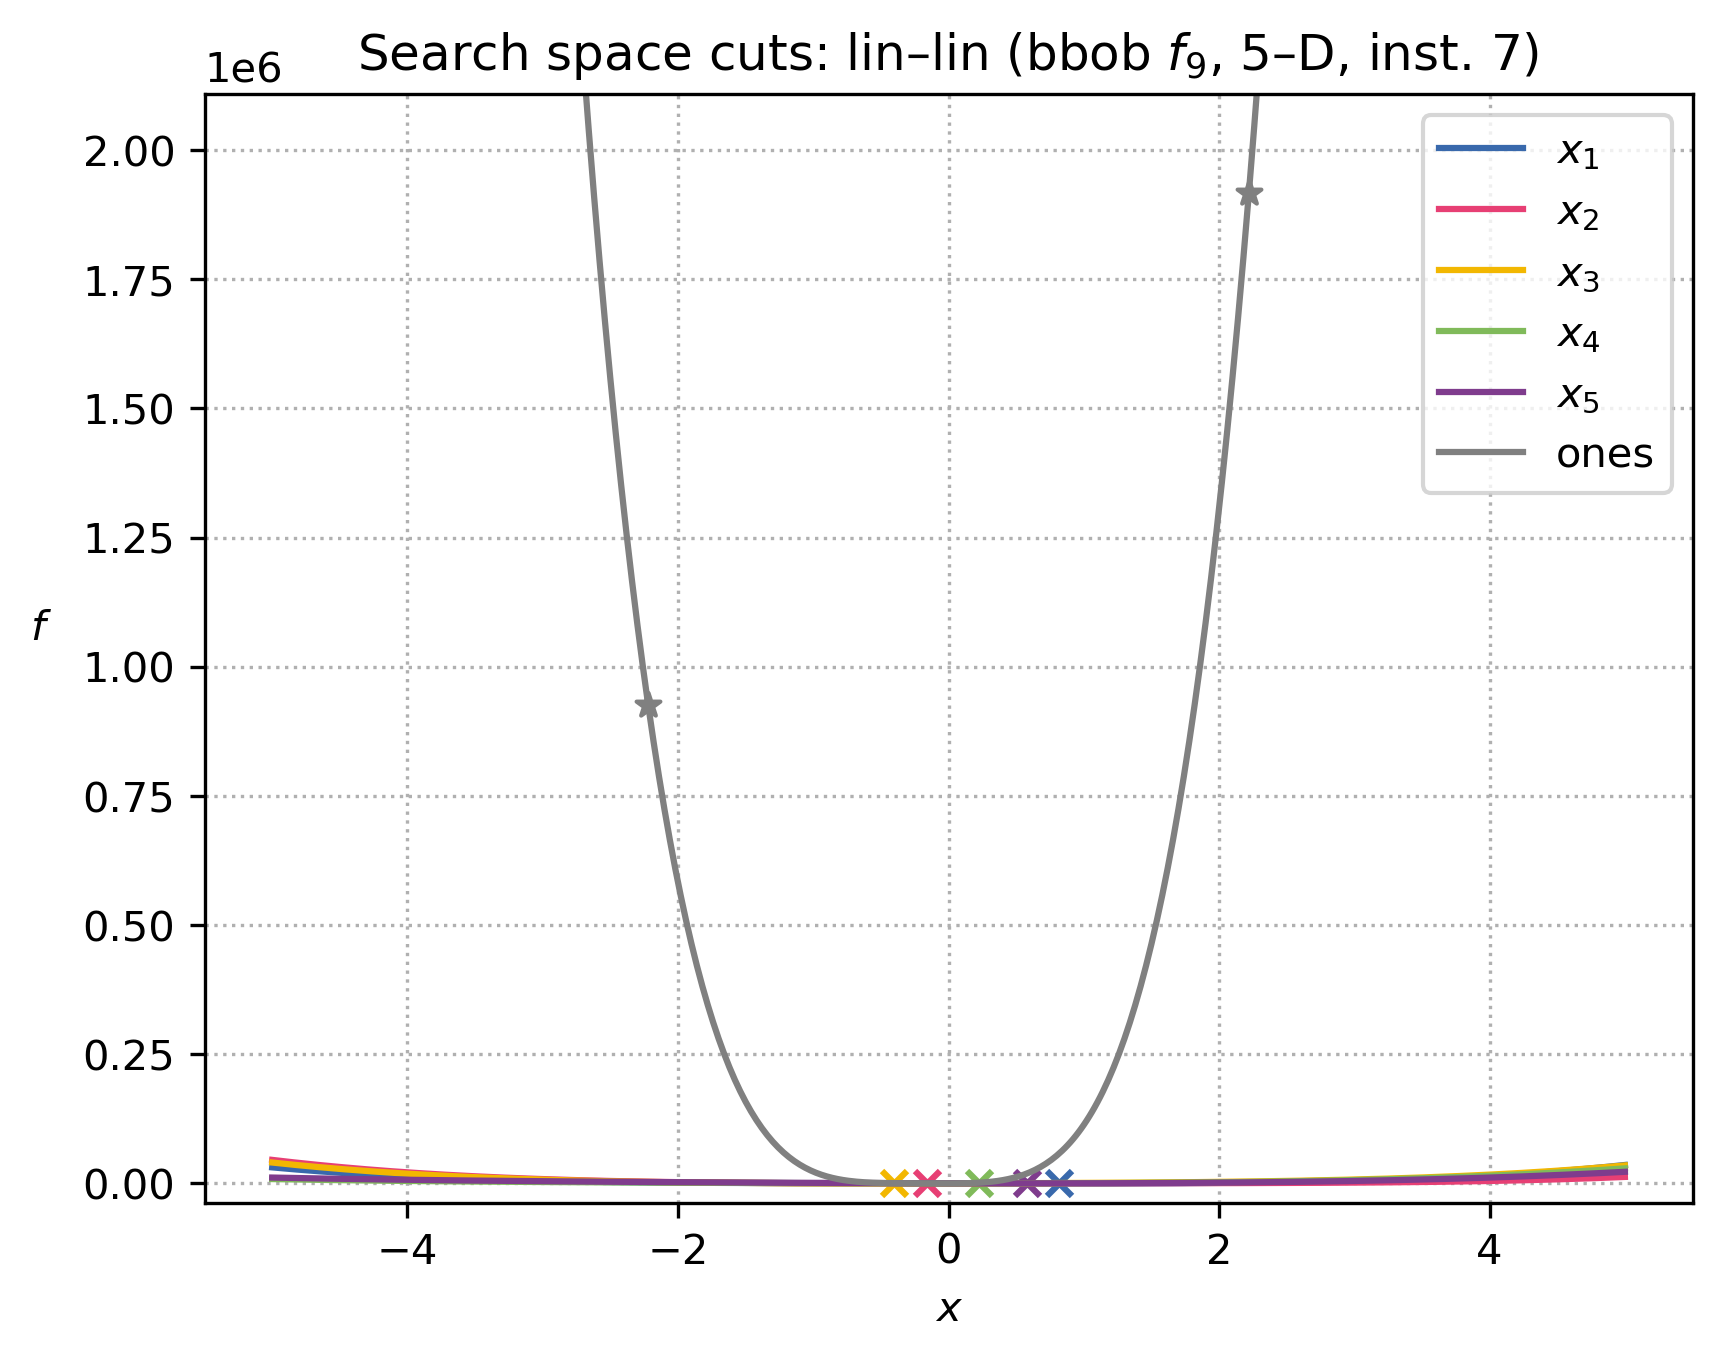 Search space cuts: lin–lin (bbob f₉, 5–D, inst. 7)
1e6
2.00
1.75
1.50
1.25
1.00
0.75
0.50
0.25
0.00
f
−4
−2
0
2
4
x
x₁
x₂
x₃
x₄
x₅
ones